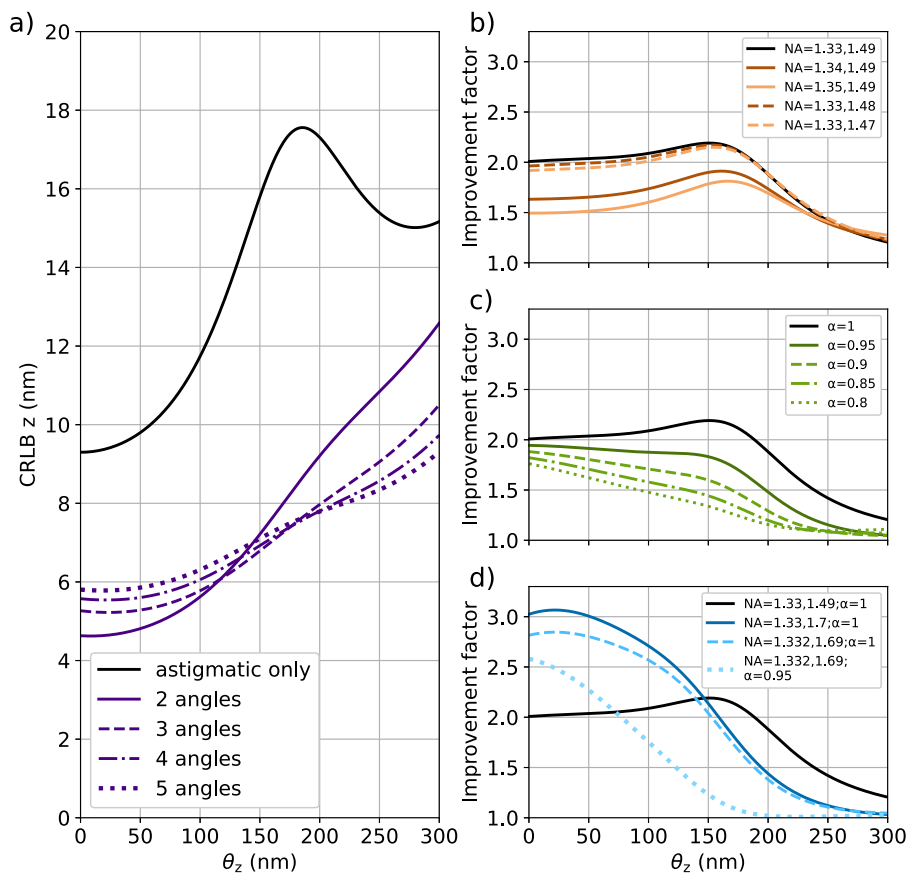 a)
20
18
16
14
12
10
8
6
4
2
0
CRLB z (nm)
astigmatic only
2 angles
3 angles
4 angles
5 angles
0 50 100 150 200 250 300
θz (nm)
b)
3.0
2.5
2.0
1.5
1.0
Improvement factor
NA=1.33,1.49
NA=1.34,1.49
NA=1.35,1.49
NA=1.33,1.48
NA=1.33,1.47
c)
3.0
2.5
2.0
1.5
1.0
Improvement factor
α=1
α=0.95
α=0.9
α=0.85
α=0.8
d)
3.0
2.5
2.0
1.5
1.0
Improvement factor
NA=1.33,1.49;α=1
NA=1.33,1.7;α=1
NA=1.332,1.69;α=1
NA=1.332,1.69;
α=0.95
0 50 100 150 200 250 300
θz (nm)